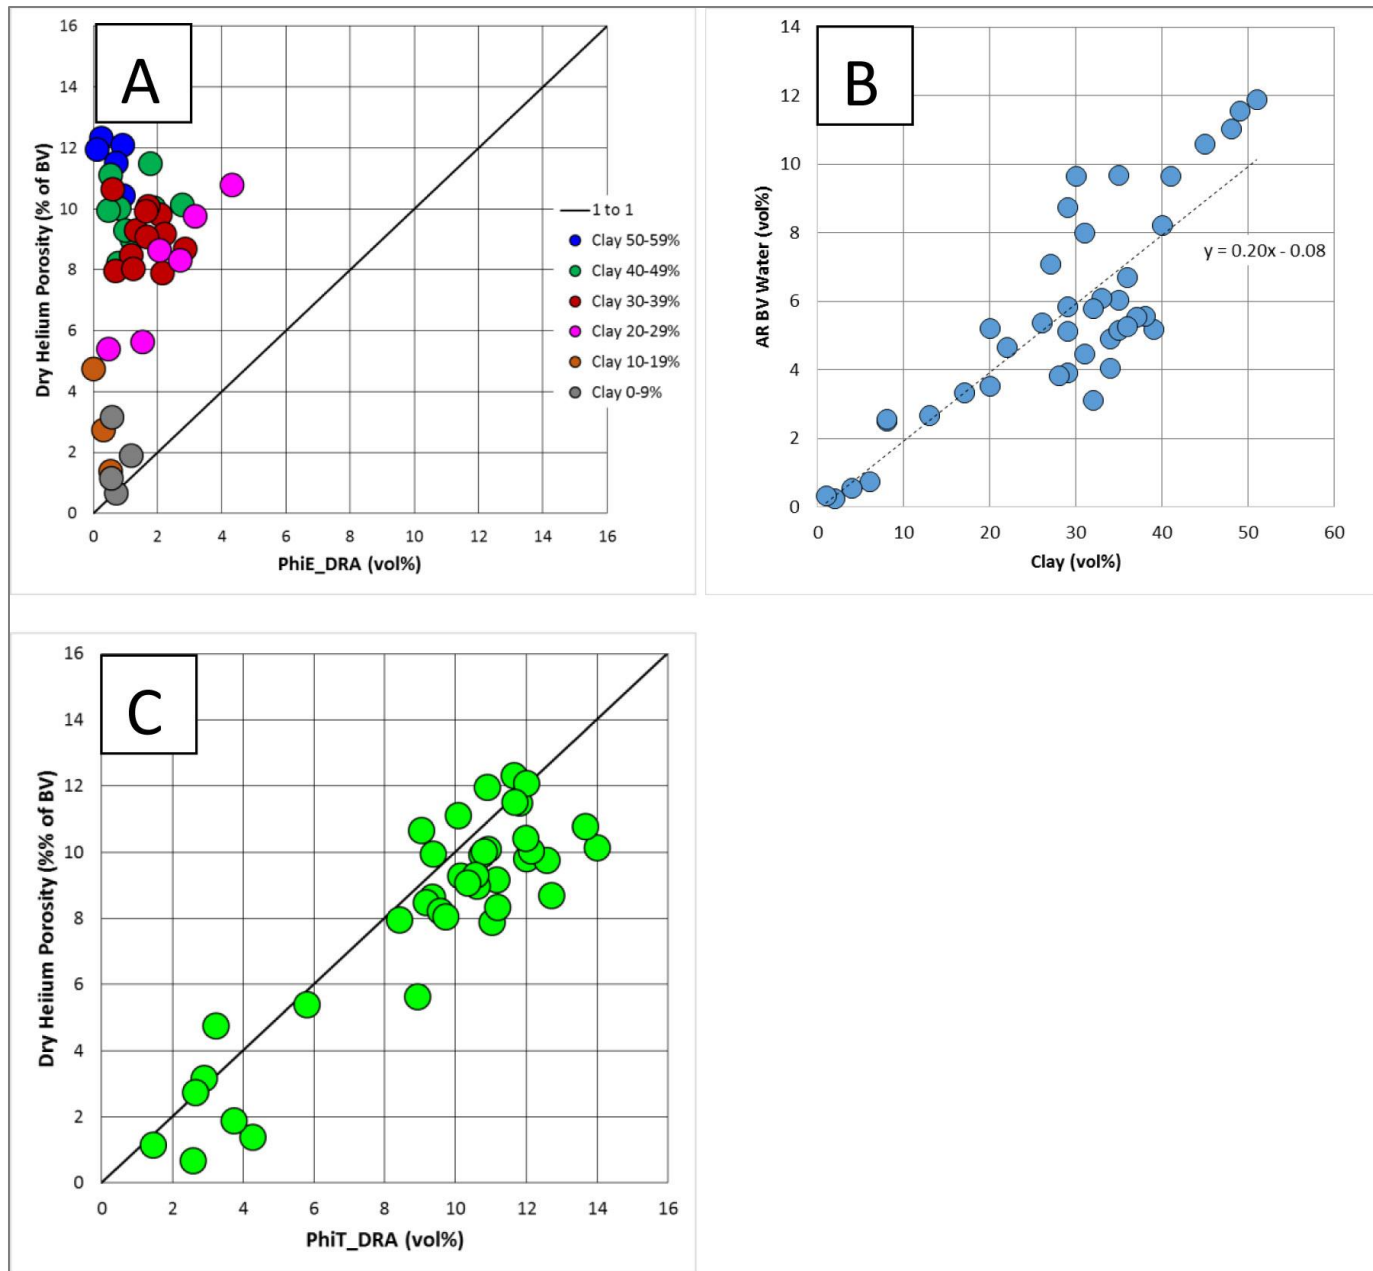 A
16
14
12
10
8
6
4
2
0
Dry Helium Porosity (% of BV)
1 to 1
Clay 50-59%
Clay 40-49%
Clay 30-39%
Clay 20-29%
Clay 10-19%
Clay 0-9%
0 2 4 6 8 10 12 14 16
PhiE_DRA (vol%)
B
14
12
10
8
6
4
2
0
AR BV Water (vol%)
y = 0.20x - 0.08
0 10 20 30 40 50 60
Clay (vol%)
C
16
14
12
10
8
6
4
2
0
Dry Helium Porosity (%% of BV)
0 2 4 6 8 10 12 14 16
PhiT_DRA (vol%)